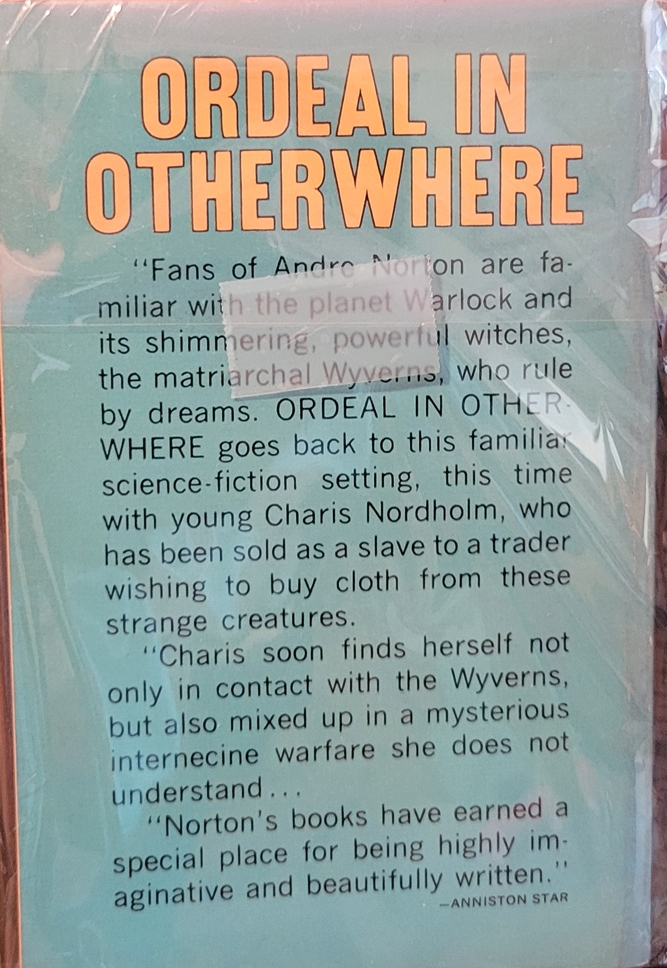 ORDEAL IN
OTHERWHERE
“Fans of Andre Norton are fa-
miliar with the planet Warlock and
its shimmering, powerful witches,
the matriarchal Wyverns, who rule
by dreams. ORDEAL IN OTHER-
WHERE goes back to this familiar
science-fiction setting, this time
with young Charis Nordholm, who
has been sold as a slave to a trader
wishing to buy cloth from these
strange creatures.
“Charis soon finds herself not
only in contact with the Wyverns,
but also mixed up in a mysterious
internecine warfare she does not
understand...
“Norton's books have earned a
special place for being highly im-
aginative and beautifully written.”
—ANNISTON STAR